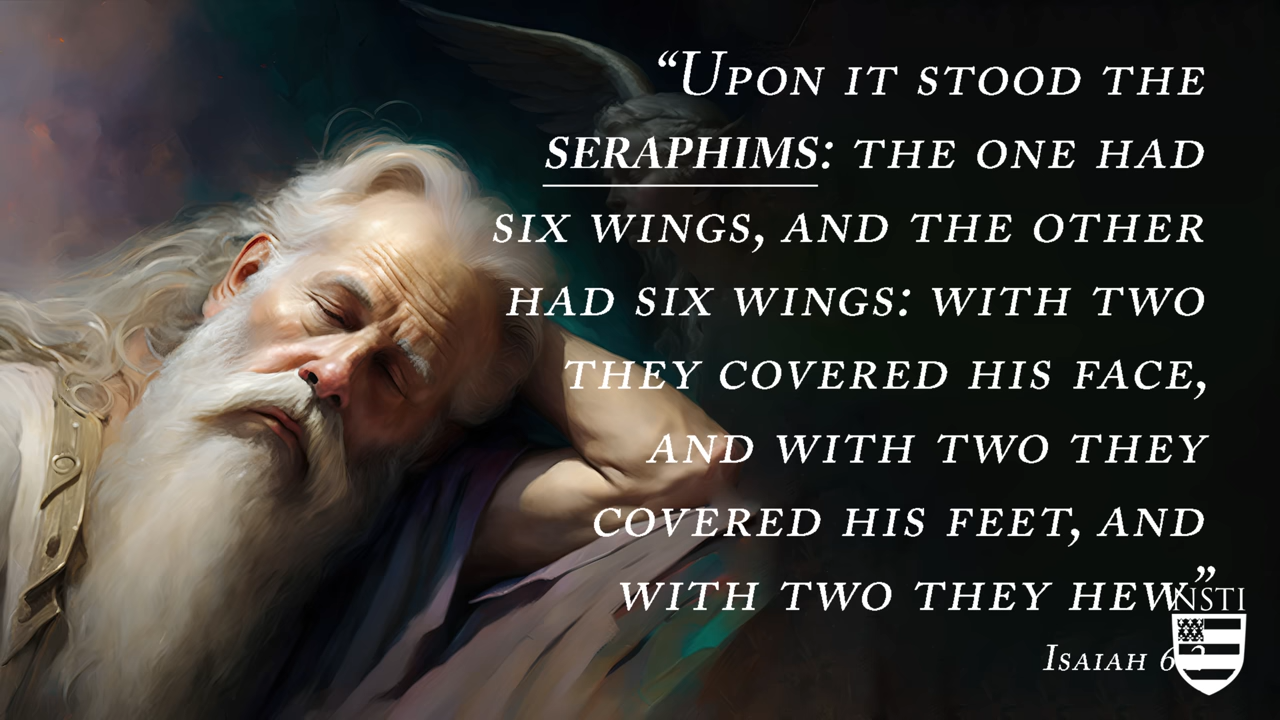 “UPON IT STOOD THE
SERAPHIMS: THE ONE HAD
SIX WINGS, AND THE OTHER
HAD SIX WINGS: WITH TWO
THEY COVERED HIS FACE,
AND WITH TWO THEY
COVERED HIS FEET, AND
WITH TWO THEY HEW.”
NSTI
ISAIAH 6:2